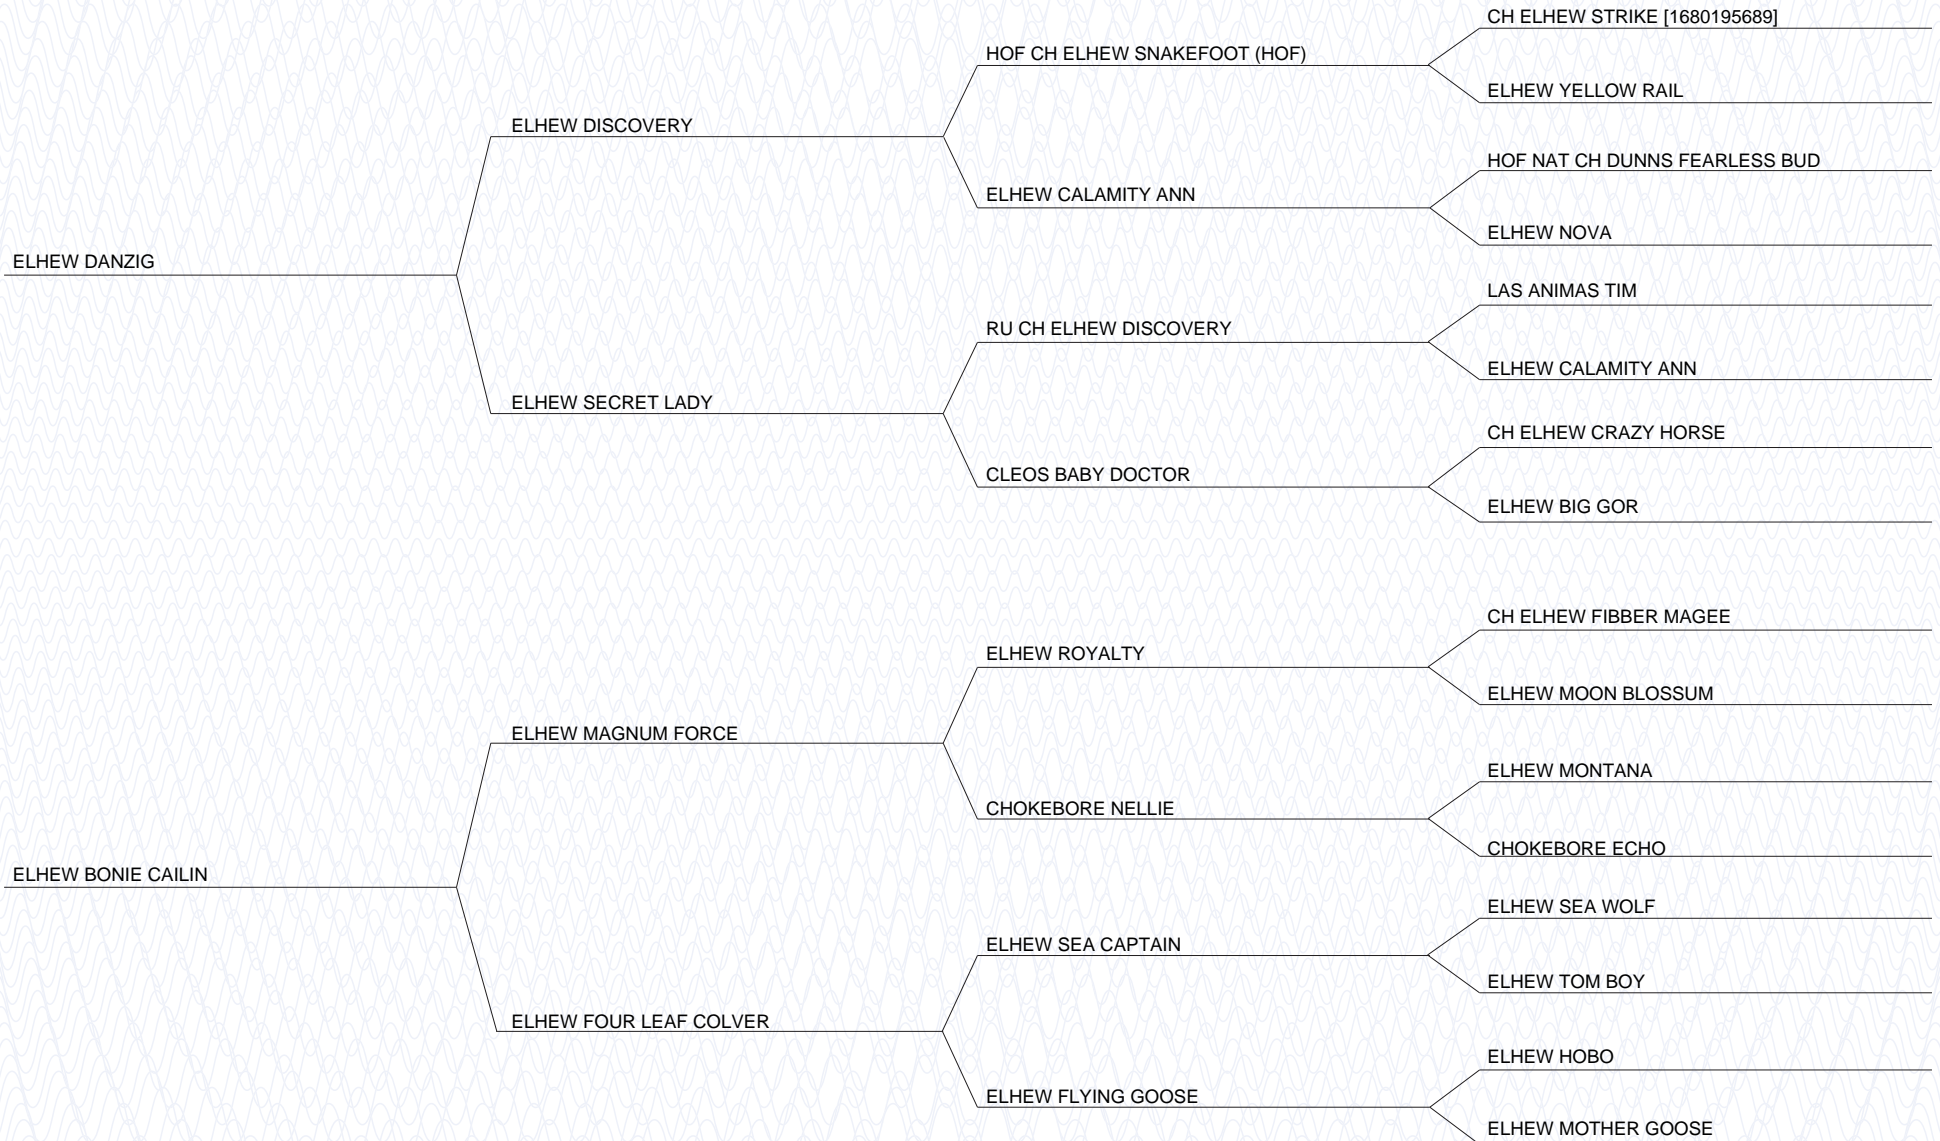 CH ELHEW STRIKE [1680195689]
HOF CH ELHEW SNAKEFOOT (HOF)
ELHEW YELLOW RAIL
ELHEW DISCOVERY
HOF NAT CH DUNNS FEARLESS BUD
ELHEW CALAMITY ANN
ELHEW NOVA
ELHEW DANZIG
LAS ANIMAS TIM
RU CH ELHEW DISCOVERY
ELHEW CALAMITY ANN
ELHEW SECRET LADY
CH ELHEW CRAZY HORSE
CLEOS BABY DOCTOR
ELHEW BIG GOR
CH ELHEW FIBBER MAGEE
ELHEW ROYALTY
ELHEW MOON BLOSSUM
ELHEW MAGNUM FORCE
ELHEW MONTANA
CHOKEBORE NELLIE
CHOKEBORE ECHO
ELHEW BONIE CAILIN
ELHEW SEA WOLF
ELHEW SEA CAPTAIN
ELHEW TOM BOY
ELHEW FOUR LEAF COLVER
ELHEW HOBO
ELHEW FLYING GOOSE
ELHEW MOTHER GOOSE